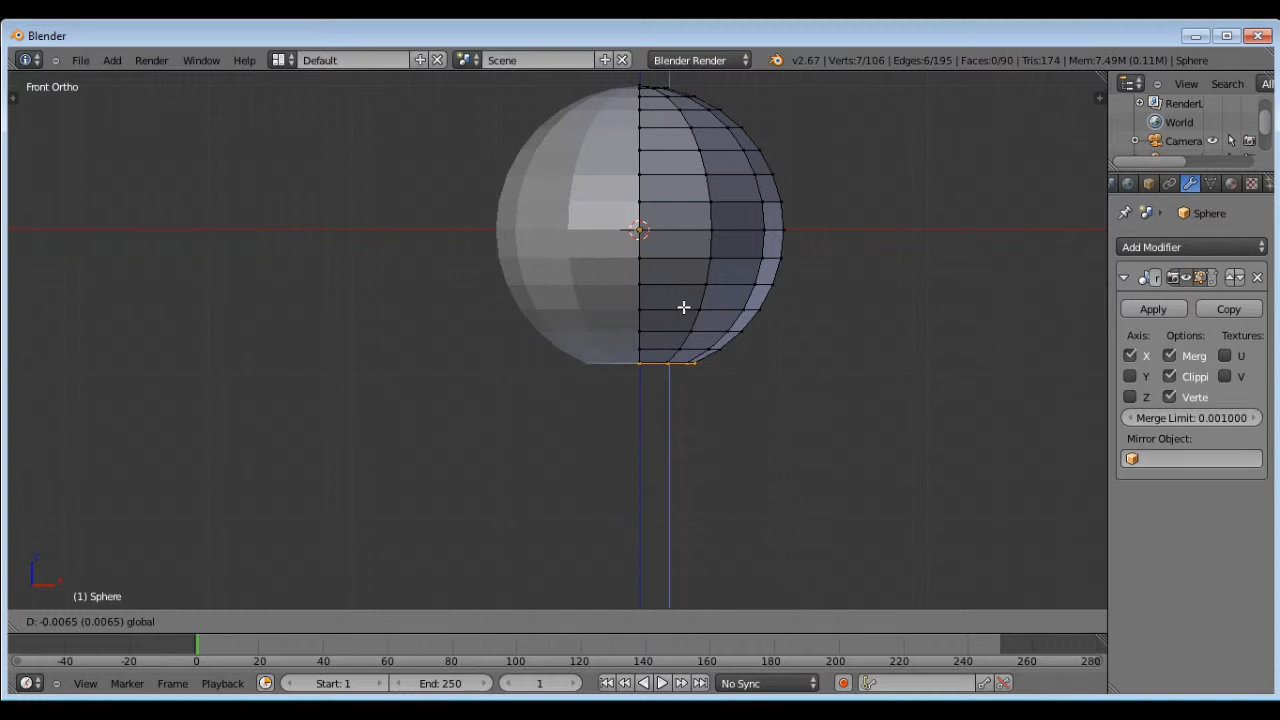 Blender
File Add Render Window Help Default Scene Blender Render v2.67 | Verts:7/106 | Edges:6/195 | Faces:0/90 | Tris:174 | Mem:7.49M (0.11M) | Sphere
Front Ortho
View Search All
RenderL
World
Camera
Sphere
Add Modifier
Apply Copy
Axis: Options: Textures:
X Merg U
Y Clippi V
Z Verte
Merge Limit: 0.001000
Mirror Object:
(1) Sphere
D: -0.0065 (0.0065) global
-40 -20 0 20 40 60 80 100 120 140 160 180 200 220 240 260 280
View Marker Frame Playback Start: 1 End: 250 1 No Sync